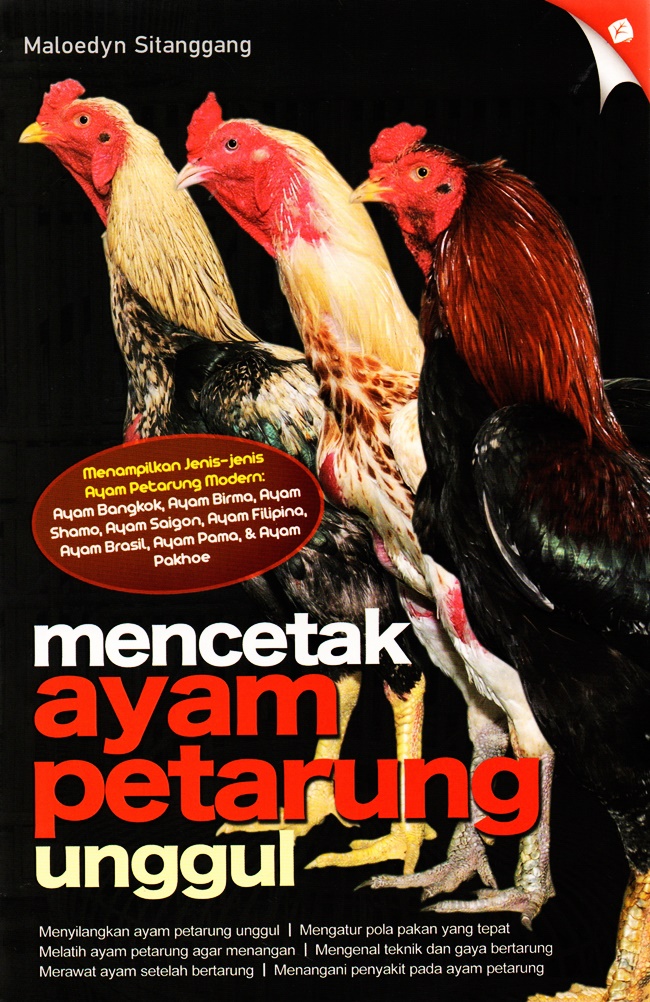 Maloedyn Sitanggang
Menampilkan Jenis-jenis
Ayam Petarung Modern:
Ayam Bangkok, Ayam Birma, Ayam
Shamo, Ayam Saigon, Ayam Filipina,
Ayam Brasil, Ayam Pama, & Ayam
Pakhoe
mencetak
ayam
petarung
unggul
Menyilangkan ayam petarung unggul | Mengatur pola pakan yang tepat
Melatih ayam petarung agar menangan | Mengenal teknik dan gaya bertarung
Merawat ayam setelah bertarung | Menangani penyakit pada ayam petarung